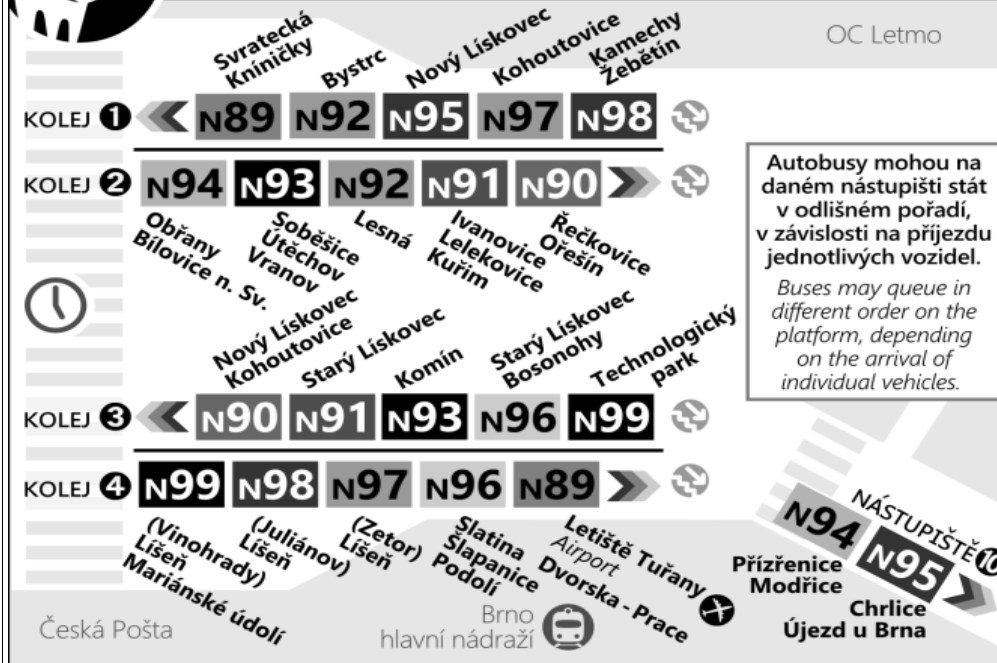 OC Letmo
Svratecká
Kníničky
Bystrc
Nový Lískovec
Kohoutovice
Kamechy
Žebětín
KOLEJ 1 N89 N92 N95 N97 N98
KOLEJ 2 N94 N93 N92 N91 N90
Obřany
Bílovice n. Sv.
Soběšice
Útěchov
Vranov
Lesná
Ivanovice
Lelekovice
Kuřim
Řečkovice
Ořešín
Autobusy mohou na
daném nástupišti stát
v odlišném pořadí,
v závislosti na příjezdu
jednotlivých vozidel.
Buses may queue in
different order on the
platform, depending
on the arrival of
individual vehicles.
Nový Lískovec
Kohoutovice
Starý Lískovec
Komín
Starý Lískovec
Bosonohy
Technologický
park
KOLEJ 3 N90 N91 N93 N96 N99
KOLEJ 4 N99 N98 N97 N96 N89
(Vinohrady)
Líšeň
Mariánské údolí
(Juliánov)
Líšeň
(Zetor)
Líšeň
Slatina
Šlapanice
Podolí
Letiště Tuřany
Airport
Dvorska - Prace
NÁSTUPIŠTĚ 10
N94 N95
Přízřenice
Modřice
Chrlice
Újezd u Brna
Česká Pošta
Brno
hlavní nádraží